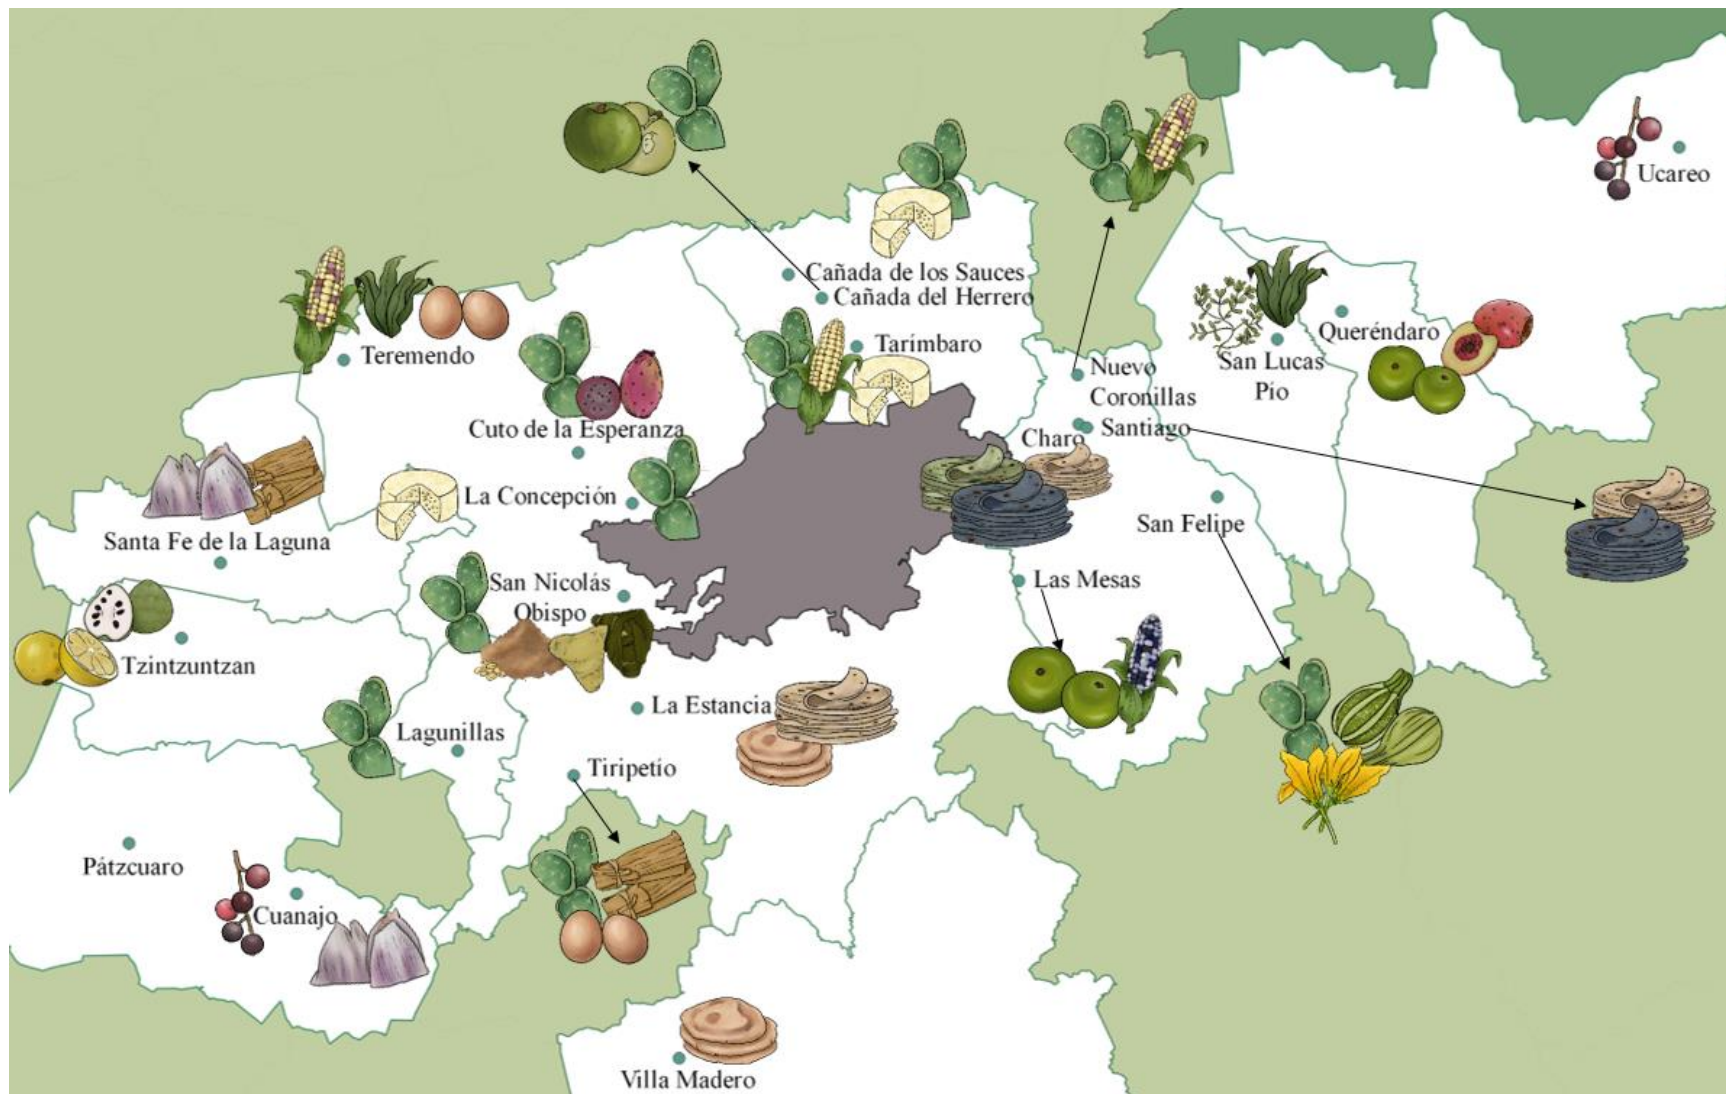 Ucareo
Cañada de los Sauces
Cañada del Herrero
Queréndaro
Tarímbaro
Teremendo
San Lucas
Pío
Nuevo
Coronillas
Santiago
Charo
Cuto de la Esperanza
La Concepción
San Felipe
Santa Fe de la Laguna
Las Mesas
San Nicolás
Obispo
Tzintzuntzan
La Estancia
Lagunillas
Tiripetío
Pátzcuaro
Cuanajo
Villa Madero